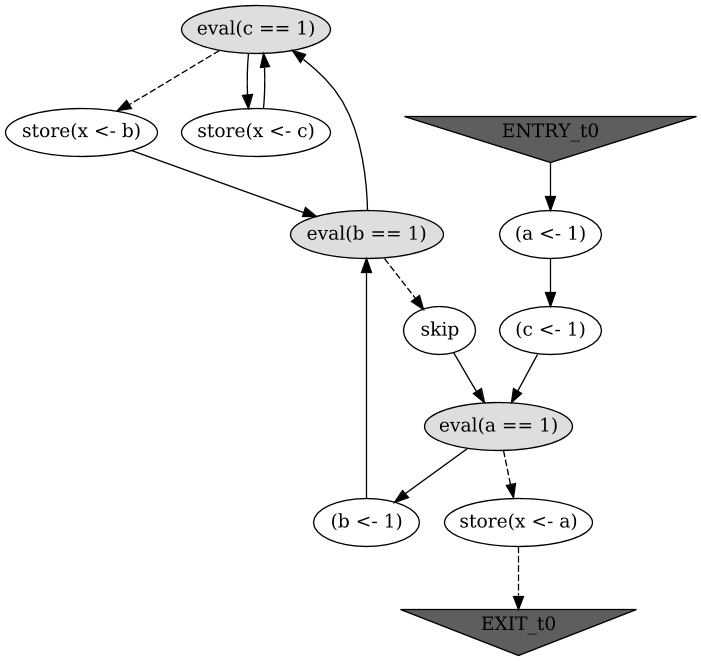 eval(c == 1)
store(x <- b)
store(x <- c)
ENTRY_t0
eval(b == 1)
(a <- 1)
skip
(c <- 1)
eval(a == 1)
(b <- 1)
store(x <- a)
EXIT_t0